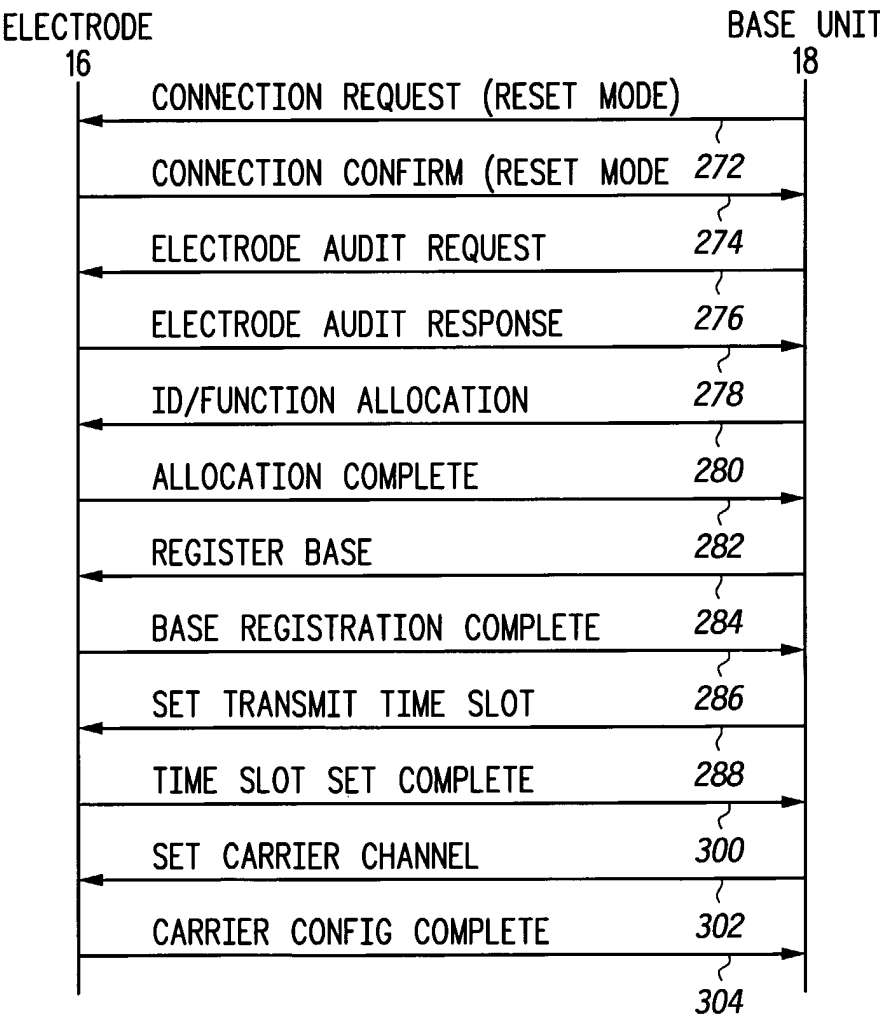 ELECTRODE BASE UNIT
16 18
CONNECTION REQUEST (RESET MODE)
272
CONNECTION CONFIRM (RESET MODE
274
ELECTRODE AUDIT REQUEST
276
ELECTRODE AUDIT RESPONSE
278
ID/FUNCTION ALLOCATION
280
ALLOCATION COMPLETE
282
REGISTER BASE
284
BASE REGISTRATION COMPLETE
286
SET TRANSMIT TIME SLOT
288
TIME SLOT SET COMPLETE
300
SET CARRIER CHANNEL
302
CARRIER CONFIG COMPLETE
304